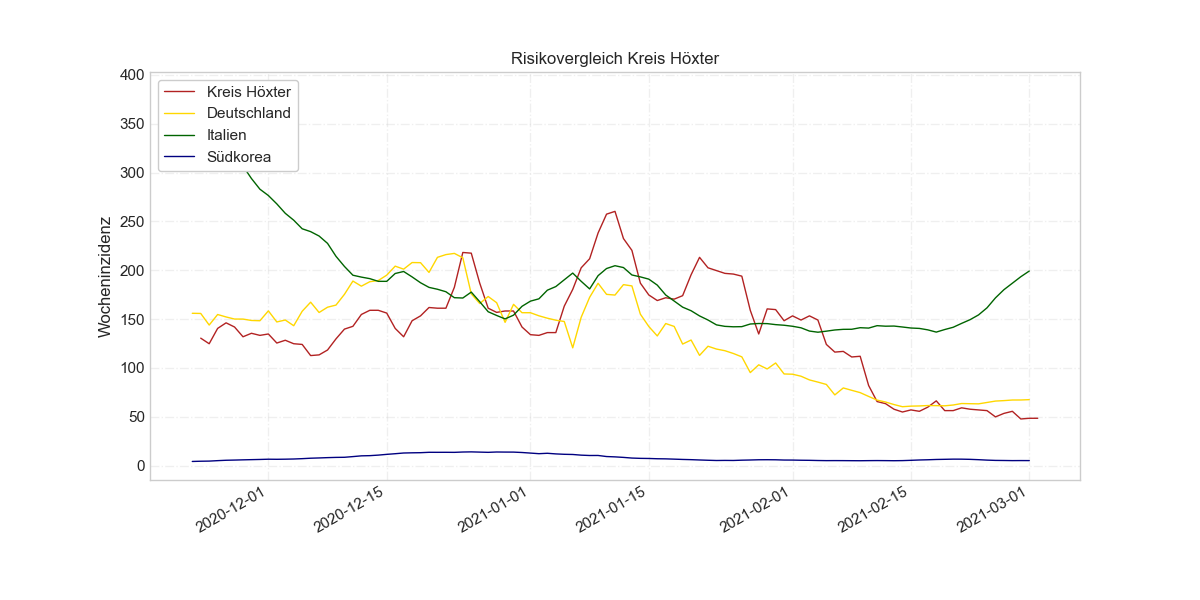 Risikovergleich Kreis Höxter
Wocheninzidenz
400
350
300
250
200
150
100
50
0
Kreis Höxter
Deutschland
Italien
Südkorea
2020-12-01
2020-12-15
2021-01-01
2021-01-15
2021-02-01
2021-02-15
2021-03-01